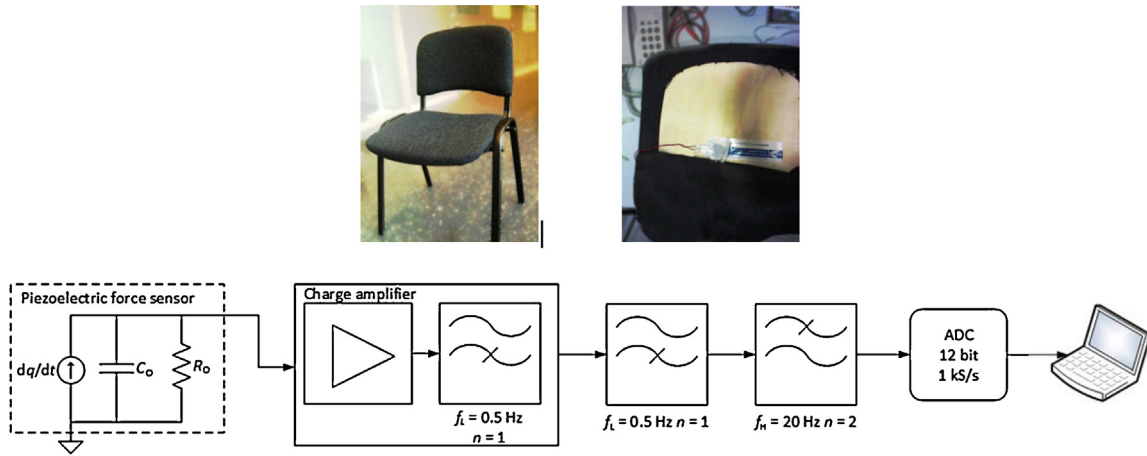 Piezoelectric force sensor
Charge amplifier
dq/dt
Co
Ro
ADC
12 bit
1 kS/s
fL = 0.5 Hz
n = 1
fL = 0.5 Hz n = 1
fH = 20 Hz n = 2